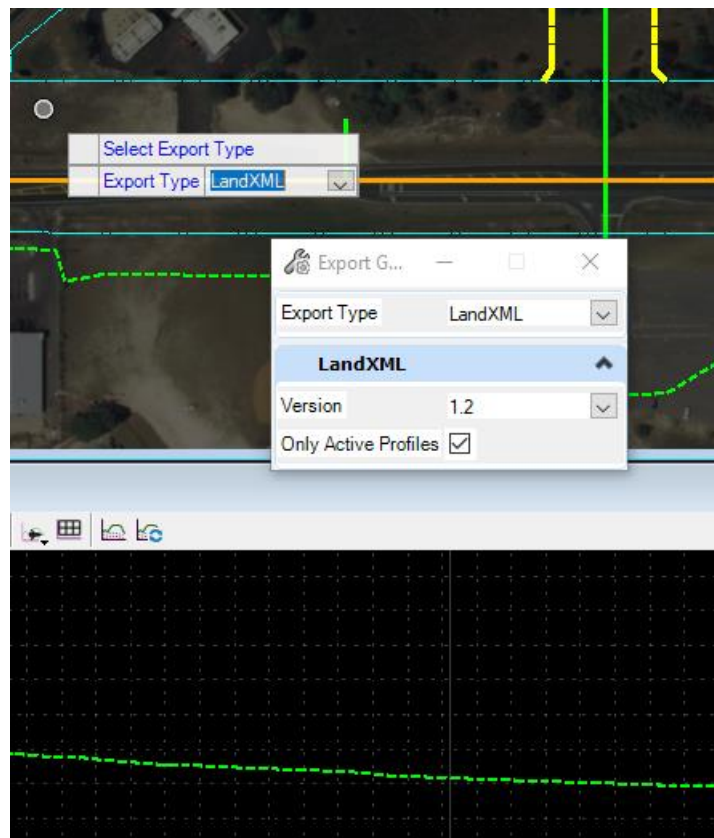 Select Export Type
Export Type LandXML
Export G...
Export Type LandXML
LandXML
Version 1.2
Only Active Profiles